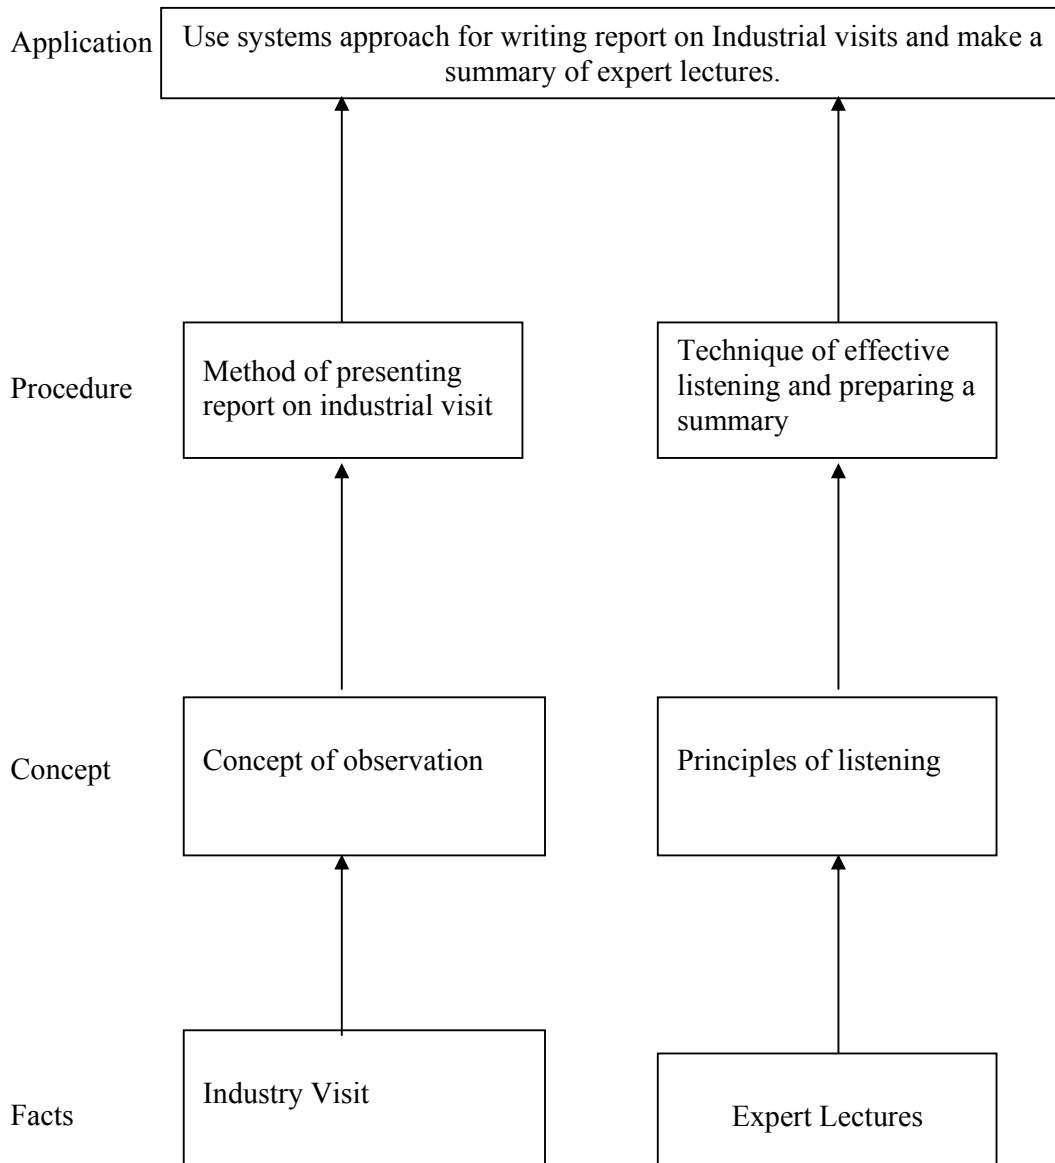 Application
Use systems approach for writing report on Industrial visits and make a
summary of expert lectures.
Procedure
Method of presenting
report on industrial visit
Technique of effective
listening and preparing a
summary
Concept
Concept of observation
Principles of listening
Facts
Industry Visit
Expert Lectures